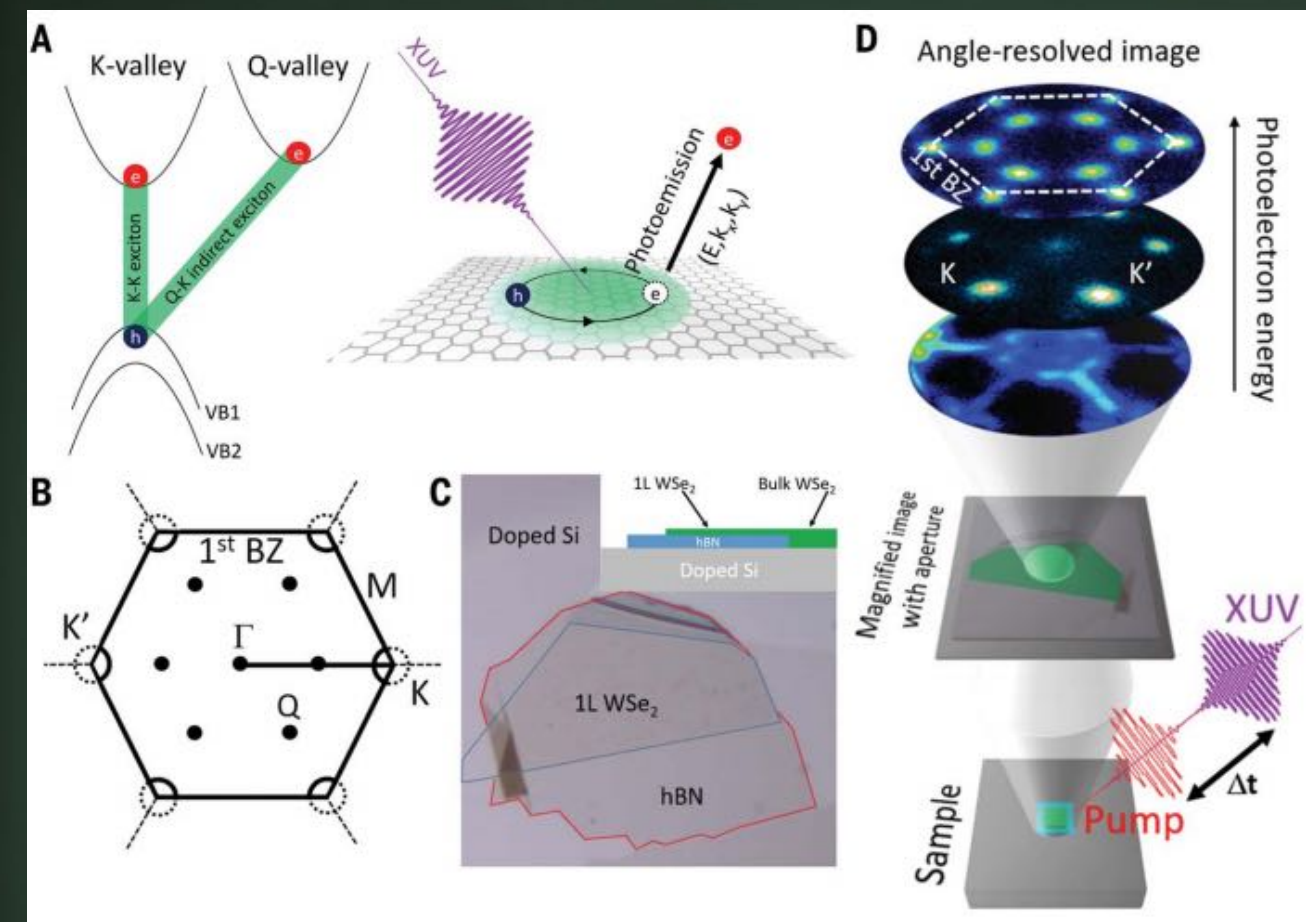 A
K-valley
Q-valley
e
e
K-K exciton
Q-K indirect exciton
h
VB1
VB2
XUV
Photoemission
(E,kx,ky)
e
h
e
B
1st BZ
M
K'
Γ
K
Q
C
Doped Si
1L WSe2
Bulk WSe2
hBN
Doped Si
1L WSe2
hBN
D
Angle-resolved image
1st BZ
K
K'
Photoelectron energy
Magnified image
with aperture
XUV
Δt
Pump
Sample